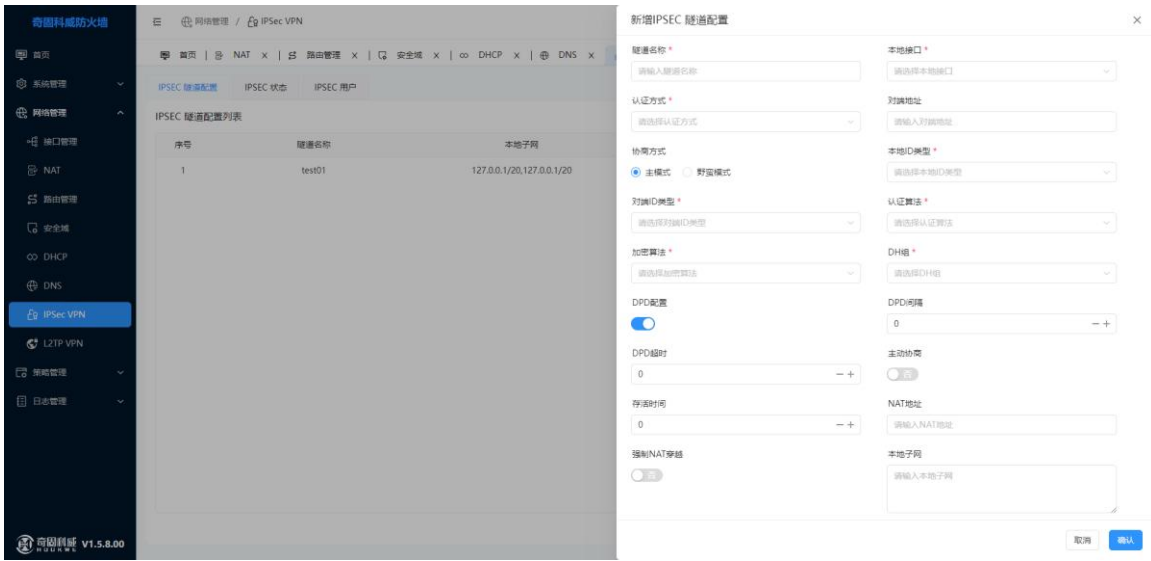 奇固科威防火墙
首页
系统管理
网络管理
接口管理
NAT
路由管理
安全域
DHCP
DNS
IPSec VPN
L2TP VPN
策略管理
日志管理
奇固科威 V1.5.8.00
网络管理 / IPSec VPN
首页 | NAT × | 路由管理 × | 安全域 × | DHCP × | DNS ×
IPSEC 隧道配置 IPSEC 状态 IPSEC 用户
IPSEC 隧道配置列表
序号 隧道名称 本地子网
1 test01 127.0.0.1/20,127.0.0.1/20
新增IPSEC 隧道配置
隧道名称 * 本地接口 *
请输入隧道名称 请选择本地接口
认证方式 * 对端地址
请选择认证方式 请输入对端地址
协商方式 本地ID类型 *
主模式 野蛮模式 请选择本地ID类型
对端ID类型 * 认证算法 *
请选择对端ID类型 请选择认证算法
加密算法 * DH组 *
请选择加密算法 请选择DH组
DPD配置 DPD间隔
0
DPD超时 主动协商
0 否
存活时间 NAT地址
0 请输入NAT地址
强制NAT穿越 本地子网
否 请输入本地子网
取消 确认